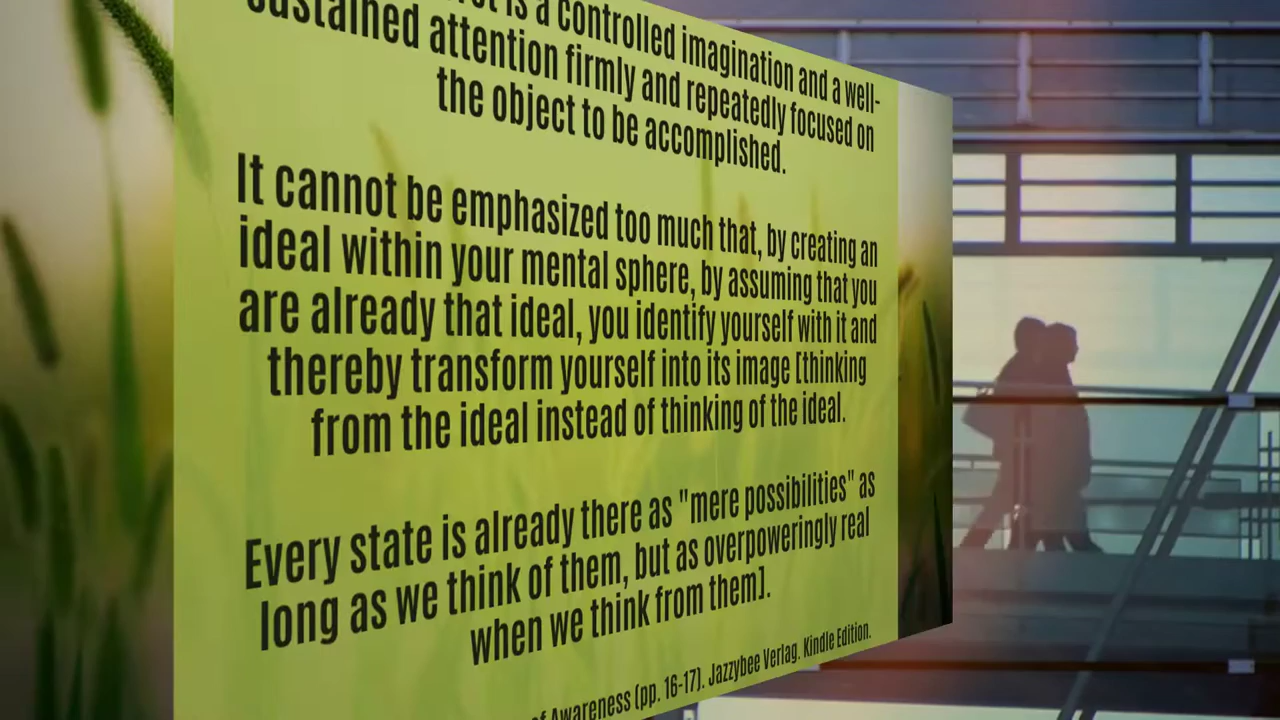 is a controlled imagination and a well-
sustained attention firmly and repeatedly focused on
the object to be accomplished.
It cannot be emphasized too much that, by creating an
ideal within your mental sphere, by assuming that you
are already that ideal, you identify yourself with it and
thereby transform yourself into its image [thinking
from the ideal instead of thinking of the ideal.
Every state is already there as "mere possibilities" as
long as we think of them, but as overpoweringly real
when we think from them].
of Awareness (pp. 16-17). Jazzybee Verlag. Kindle Edition.